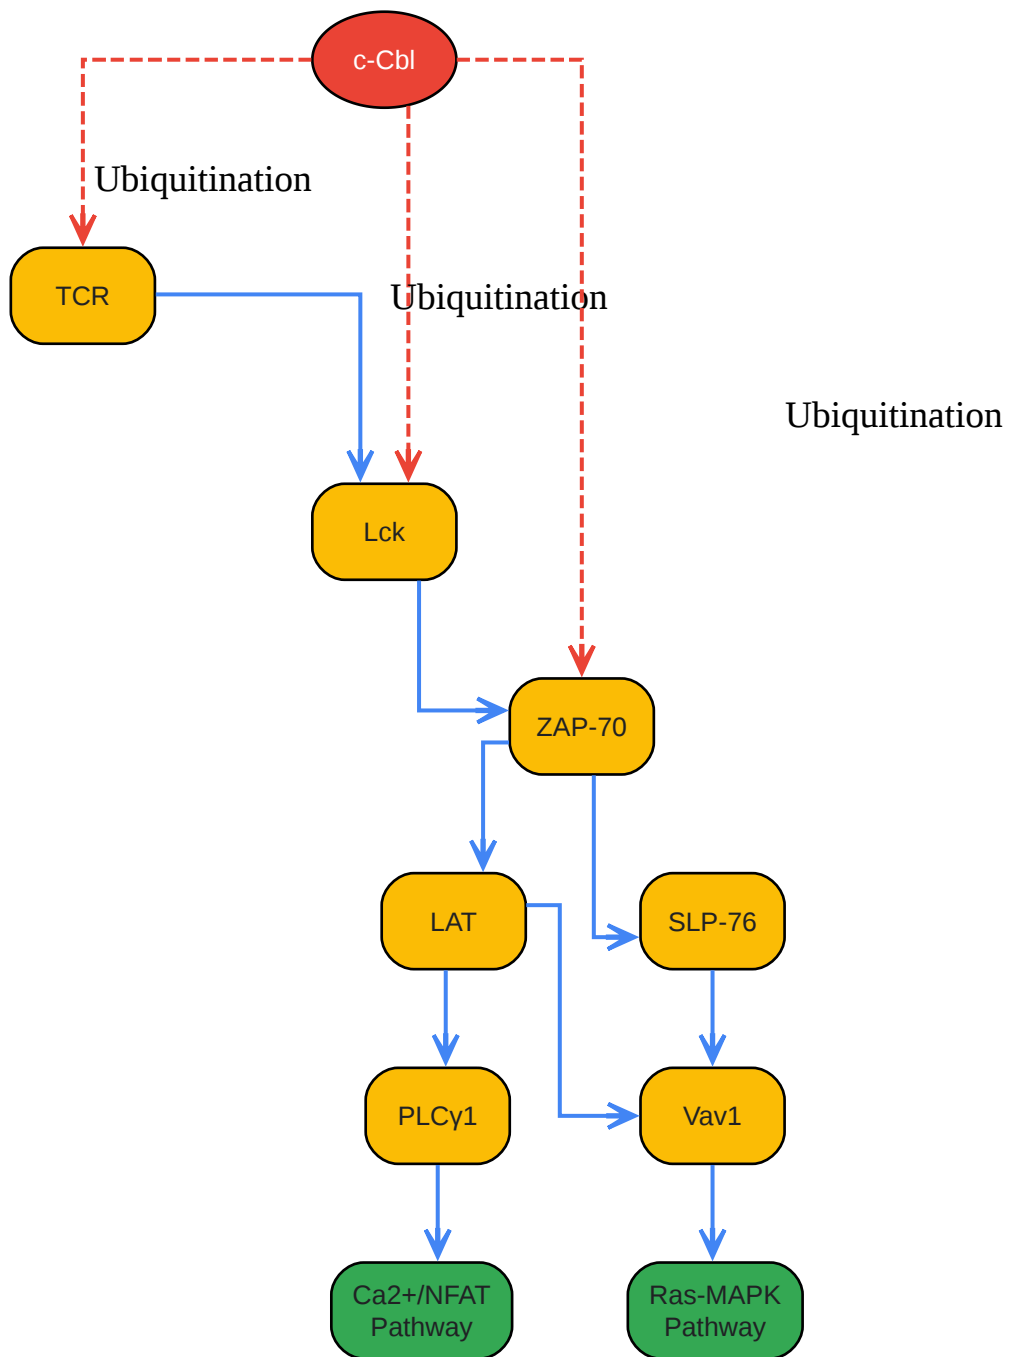 c-Cbl
Ubiquitination
TCR
Ubiquitination
Ubiquitination
Lck
ZAP-70
LAT
SLP-76
PLCγ1
Vav1
Ca2+/NFAT
Pathway
Ras-MAPK
Pathway